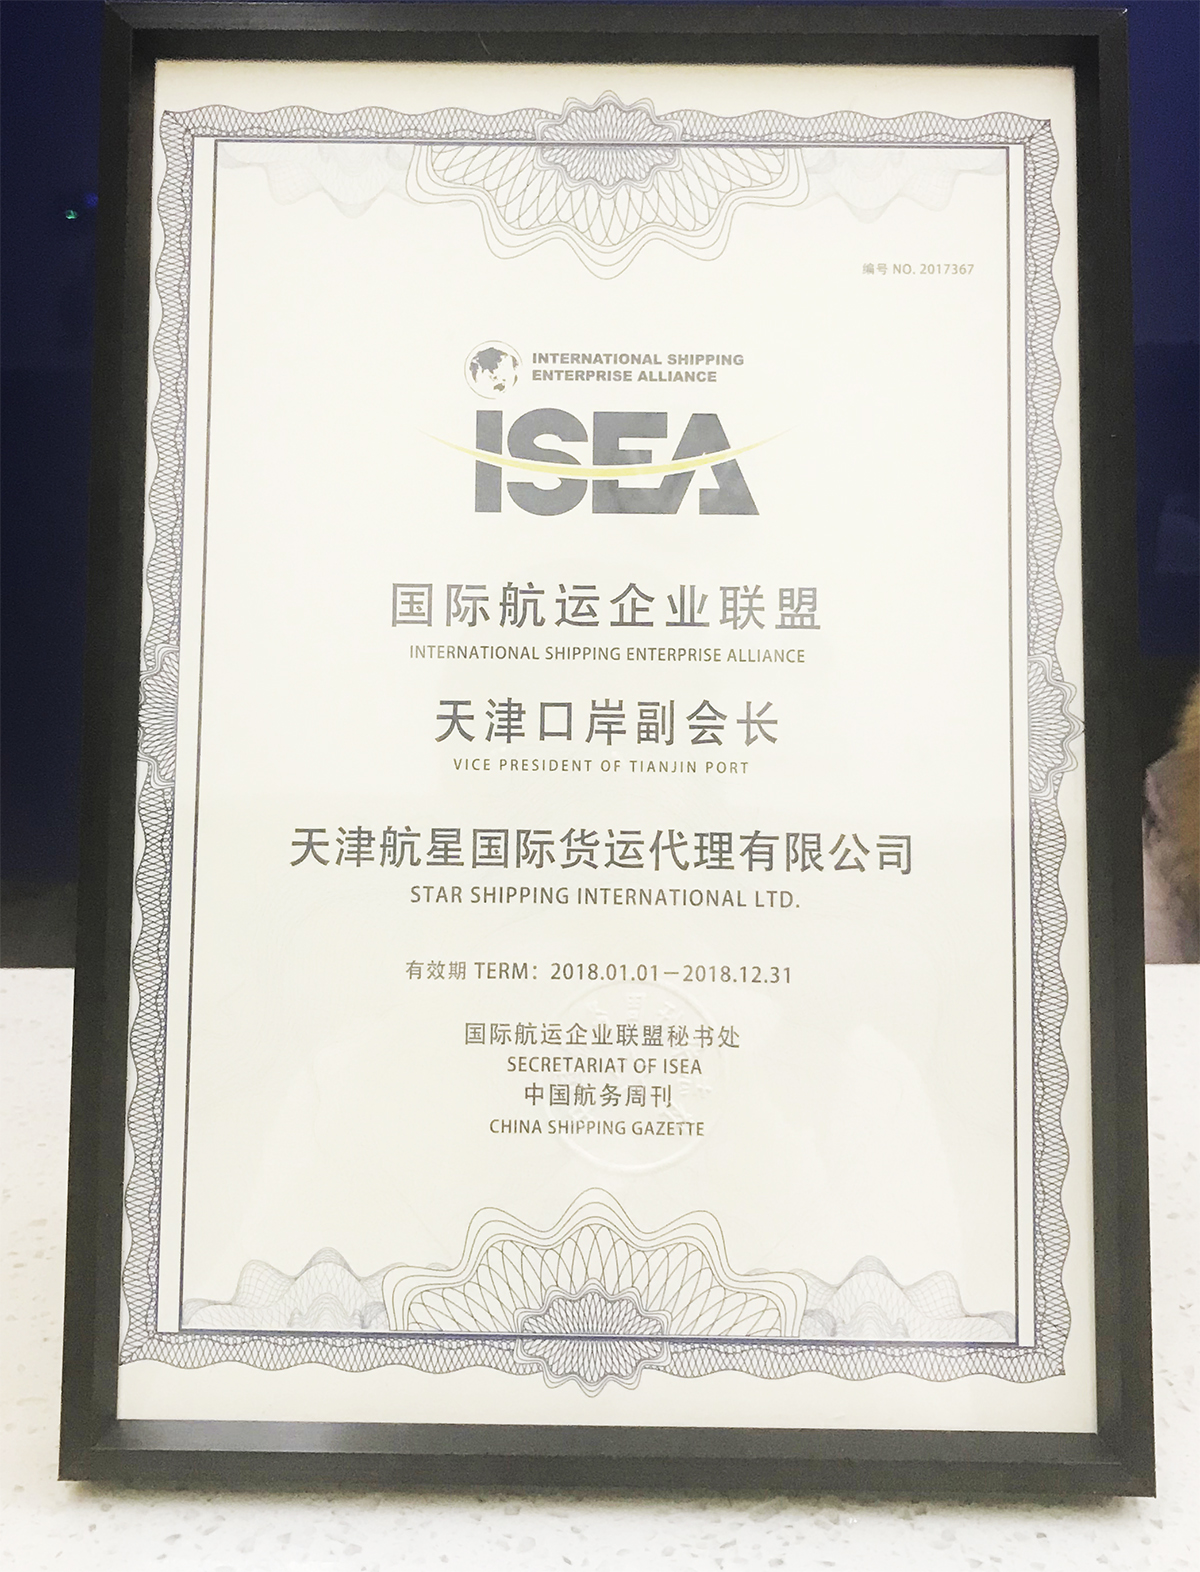 编号 NO. 2017367
INTERNATIONAL SHIPPING
ENTERPRISE ALLIANCE
ISEA
国际航运企业联盟
INTERNATIONAL SHIPPING ENTERPRISE ALLIANCE
天津口岸副会长
VICE PRESIDENT OF TIANJIN PORT
天津航星国际货运代理有限公司
STAR SHIPPING INTERNATIONAL LTD.
有效期 TERM：2018.01.01－2018.12.31
国际航运企业联盟秘书处
SECRETARIAT OF ISEA
中国航务周刊
CHINA SHIPPING GAZETTE